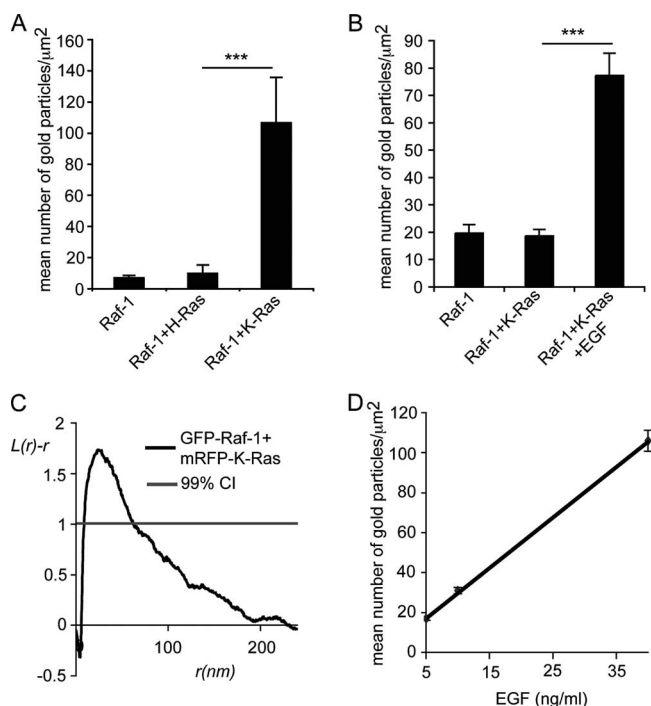 A
mean number of gold particles/µm2
160
140
120
100
80
60
40
20
0
***
Raf-1
Raf-1+H-Ras
Raf-1+K-Ras
B
mean number of gold particles/µm2
90
80
70
60
50
40
30
20
10
0
***
Raf-1
Raf-1+K-Ras
Raf-1+K-Ras
+EGF
C
L(r)-r
2
1.5
1
0.5
0
-0.5
GFP-Raf-1+
mRFP-K-Ras
99% CI
100
200
r(nm)
D
mean number of gold particles/µm2
120
100
80
60
40
20
0
5
15
25
35
EGF (ng/ml)